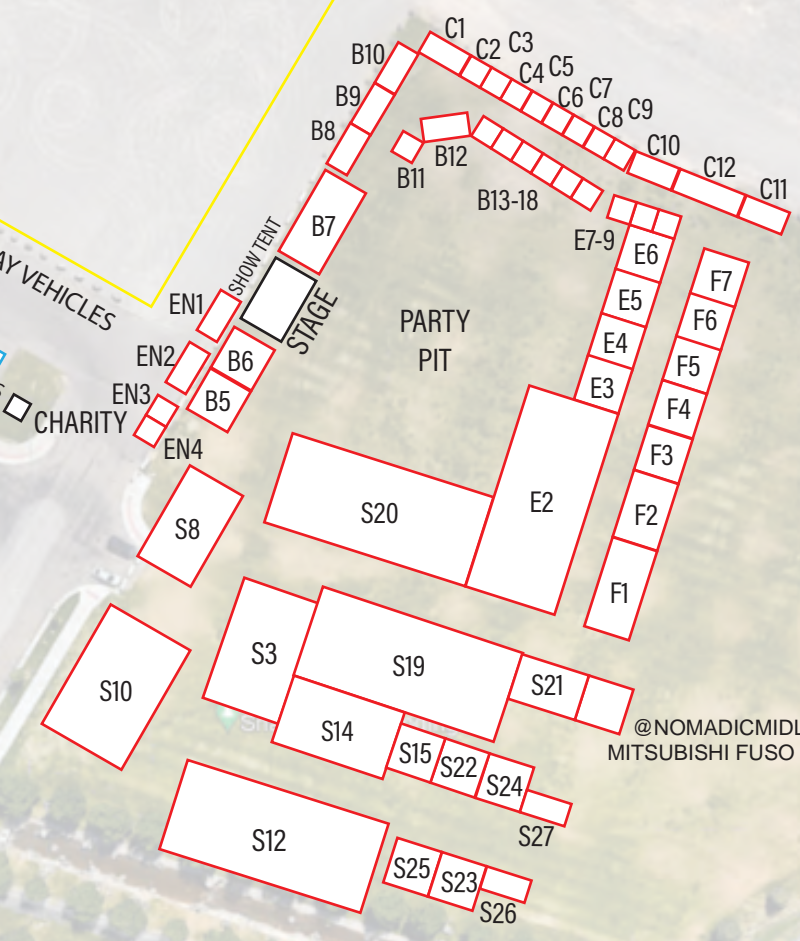 C1
C2
C3
C4
C5
C6
C7
C8
C9
C10
C12
C11
B10
B9
B8
B11
B12
B13-18
B7
SHOW TENT
STAGE
PARTY
PIT
E7-9
E6
E5
E4
E3
E2
F7
F6
F5
F4
F3
F2
F1
AY VEHICLES
EN1
EN2
EN3
EN4
CHARITY
B6
B5
S8
S20
S10
S3
S19
S14
S21
@NOMADICMIDL
MITSUBISHI FUSO
S15
S22
S24
S27
S12
S25
S23
S26